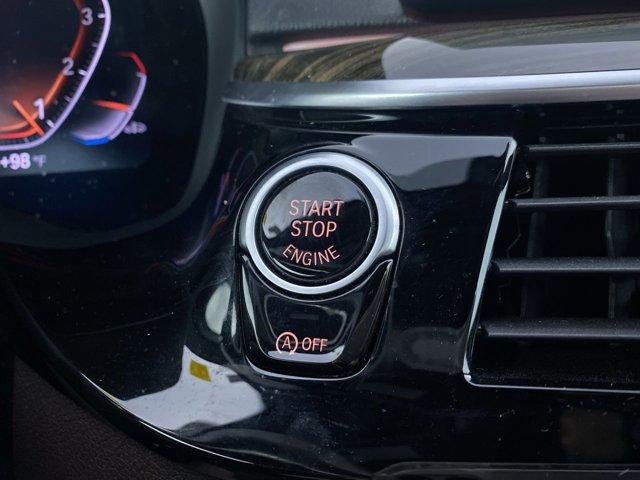 3
2
1
+98 °F
START
STOP
ENGINE
A OFF